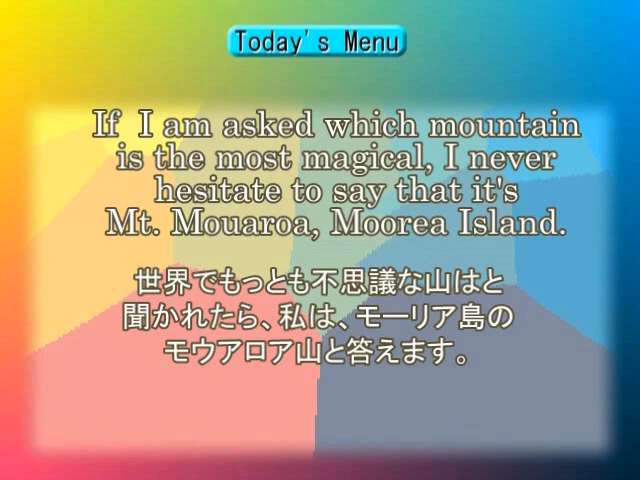 Today's Menu
If I am asked which mountain
is the most magical, I never
hesitate to say that it's
Mt. Mouaroa, Moorea Island.
世界でもっとも不思議な山はと
聞かれたら、私は、モーリア島の
モウアロア山と答えます。